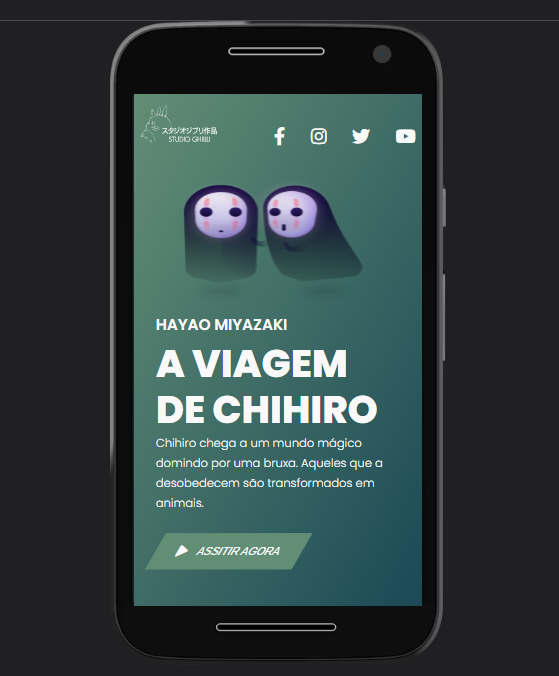 スタジオジブリ作品
STUDIO GHIBLI
HAYAO MIYAZAKI
A VIAGEM
DE CHIHIRO
Chihiro chega a um mundo mágico
domindo por uma bruxa. Aqueles que a
desobedecem são transformados em
animais.
ASSITIR AGORA